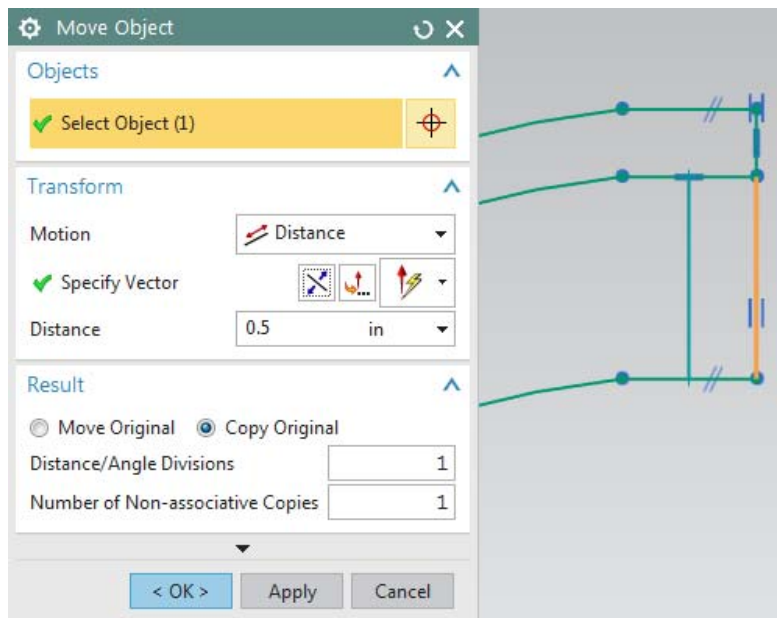 Move Object
Objects
Select Object (1)
Transform
Motion Distance
Specify Vector
Distance 0.5 in
Result
Move Original Copy Original
Distance/Angle Divisions 1
Number of Non-associative Copies 1
< OK > Apply Cancel